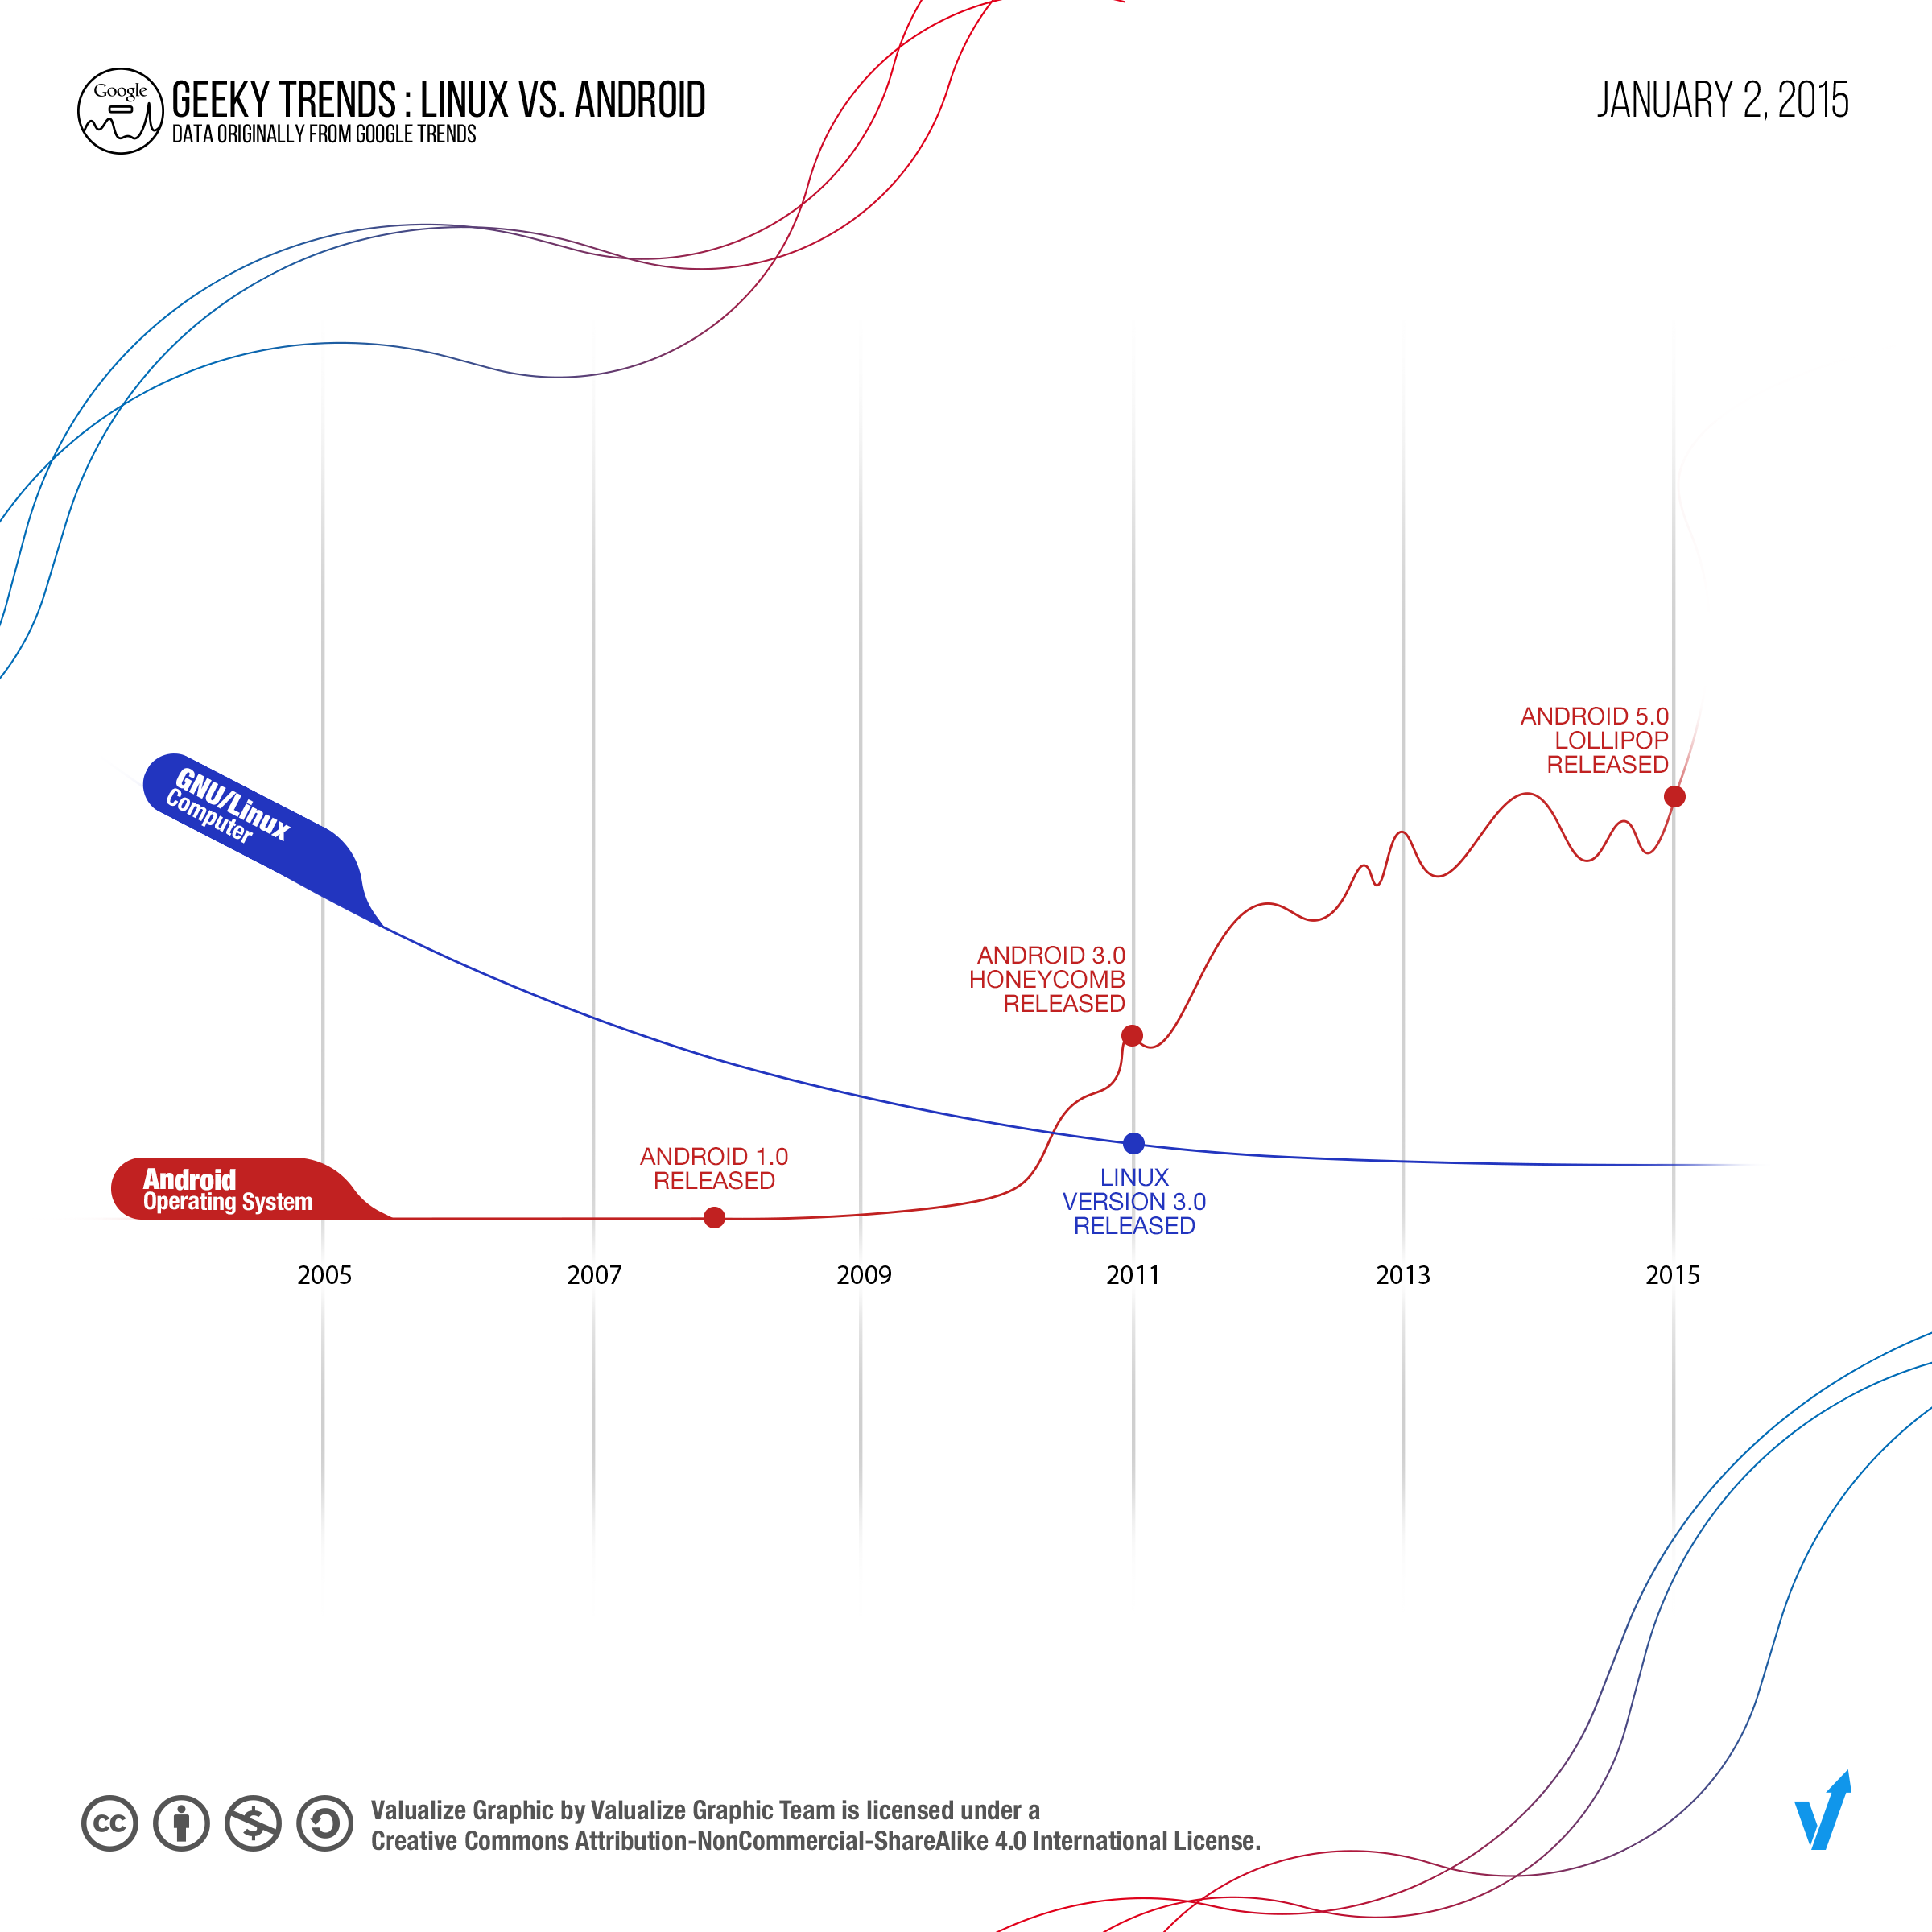 Google
GEEKY TRENDS : LINUX VS. ANDROID
DATA ORIGINALLY FROM GOOGLE TRENDS
JANUARY 2, 2015
ANDROID 5.0
LOLLIPOP
RELEASED
GNU/Linux
Computer
ANDROID 3.0
HONEYCOMB
RELEASED
ANDROID 1.0
RELEASED
Android
Operating System
LINUX
VERSION 3.0
RELEASED
2005 2007 2009 2011 2013 2015
cc
Valualize Graphic by Valualize Graphic Team is licensed under a
Creative Commons Attribution-NonCommercial-ShareAlike 4.0 International License.